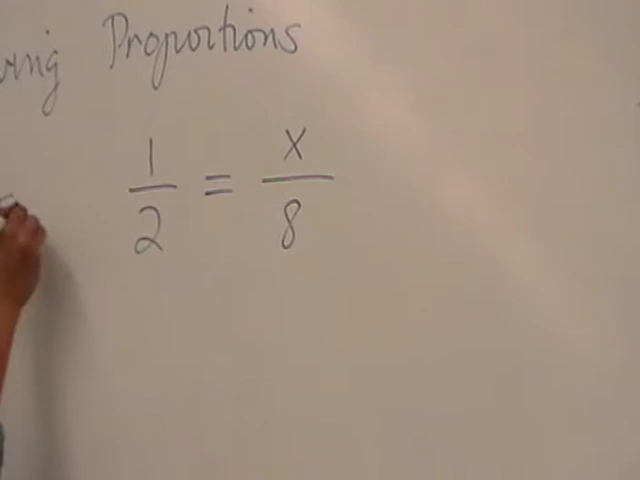 Proportions
1/2 = x/8